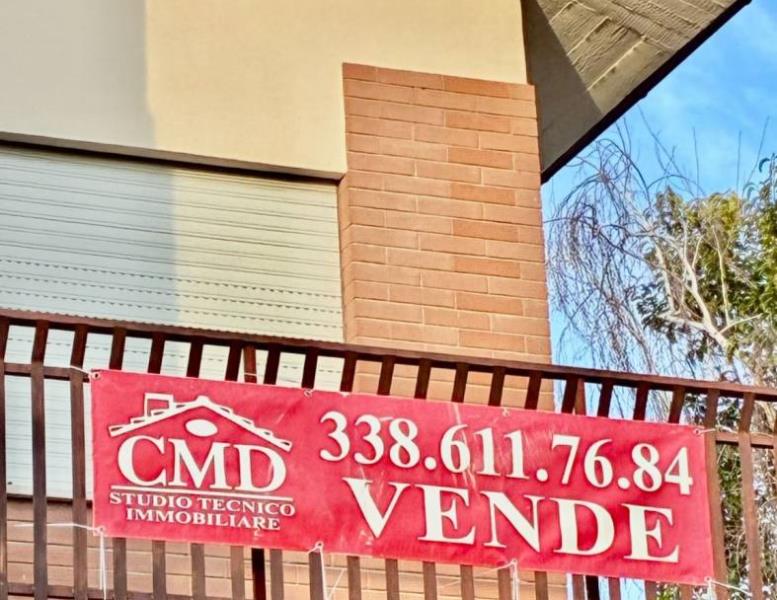 CMD
STUDIO TECNICO
IMMOBILIARE
338.611.76.84
VENDE